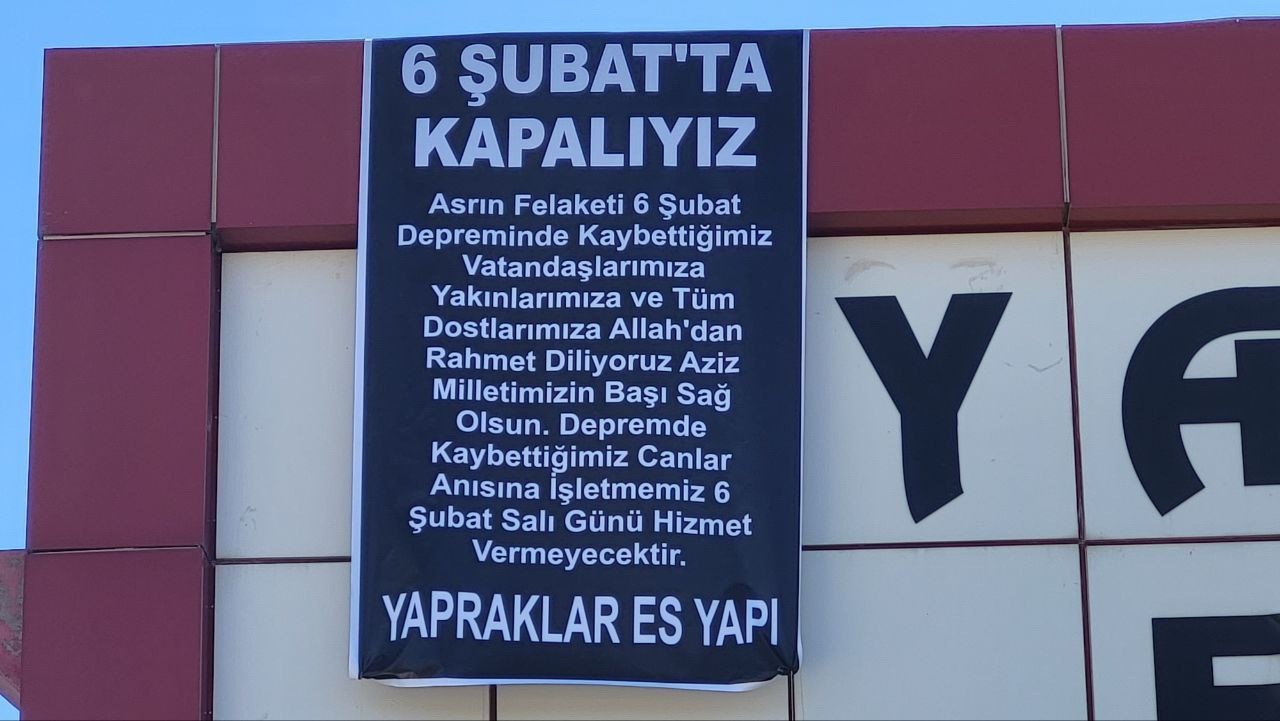 6 ŞUBAT'TA
KAPALIYIZ
Asrın Felaketi 6 Şubat
Depreminde Kaybettiğimiz
Vatandaşlarımıza
Yakınlarımıza ve Tüm
Dostlarımıza Allah'dan
Rahmet Diliyoruz Aziz
Milletimizin Başı Sağ
Olsun. Depremde
Kaybettiğimiz Canlar
Anısına İşletmemiz 6
Şubat Salı Günü Hizmet
Vermeyecektir.
YAPRAKLAR ES YAPI
YA